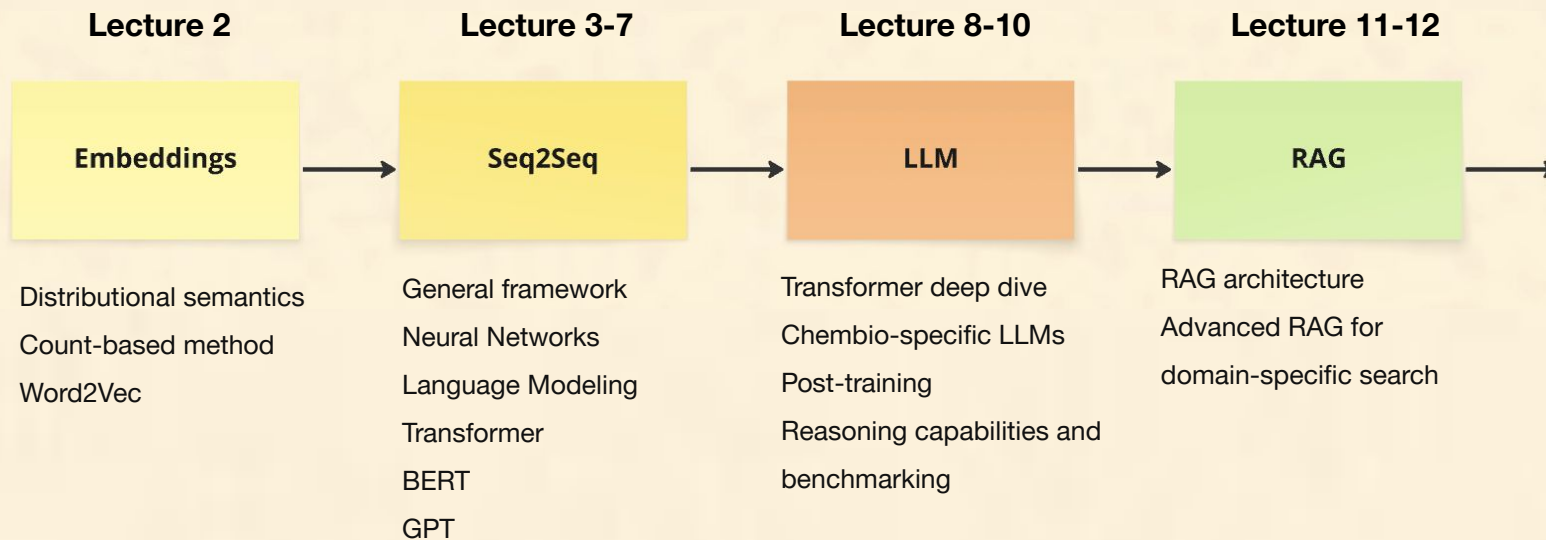 Lecture 2
Embeddings
Distributional semantics
Count-based method
Word2Vec
Lecture 3-7
Seq2Seq
General framework
Neural Networks
Language Modeling
Transformer
BERT
GPT
Lecture 8-10
LLM
Transformer deep dive
Chembio-specific LLMs
Post-training
Reasoning capabilities and
benchmarking
Lecture 11-12
RAG
RAG architecture
Advanced RAG for
domain-specific search